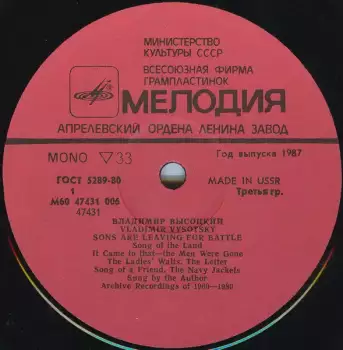 МИНИСТЕРСТВО
КУЛЬТУРЫ СССР
ВСЕСОЮЗНАЯ ФИРМА
ГРАМПЛАСТИНОК
МЕЛОДИЯ
АПРЕЛЕВСКИЙ ОРДЕНА ЛЕНИНА ЗАВОД
MONO ▽33
Год выпуска 1987
ГОСТ 5289-80
MADE IN USSR
1
Третья гр.
М60 47431 006
47431
ВЛАДИМИР ВЫСОЦКИЙ
VLADIMIR VYSOTSKY
SONS ARE LEAVING FOR BATTLE
Song of the Land
It Came to that—the Men Were Gone
The Ladies' Waltz; The Letter
Song of a Friend, The Navy Jackets
Sung by the Author
Archive Recordings of 1969—1980